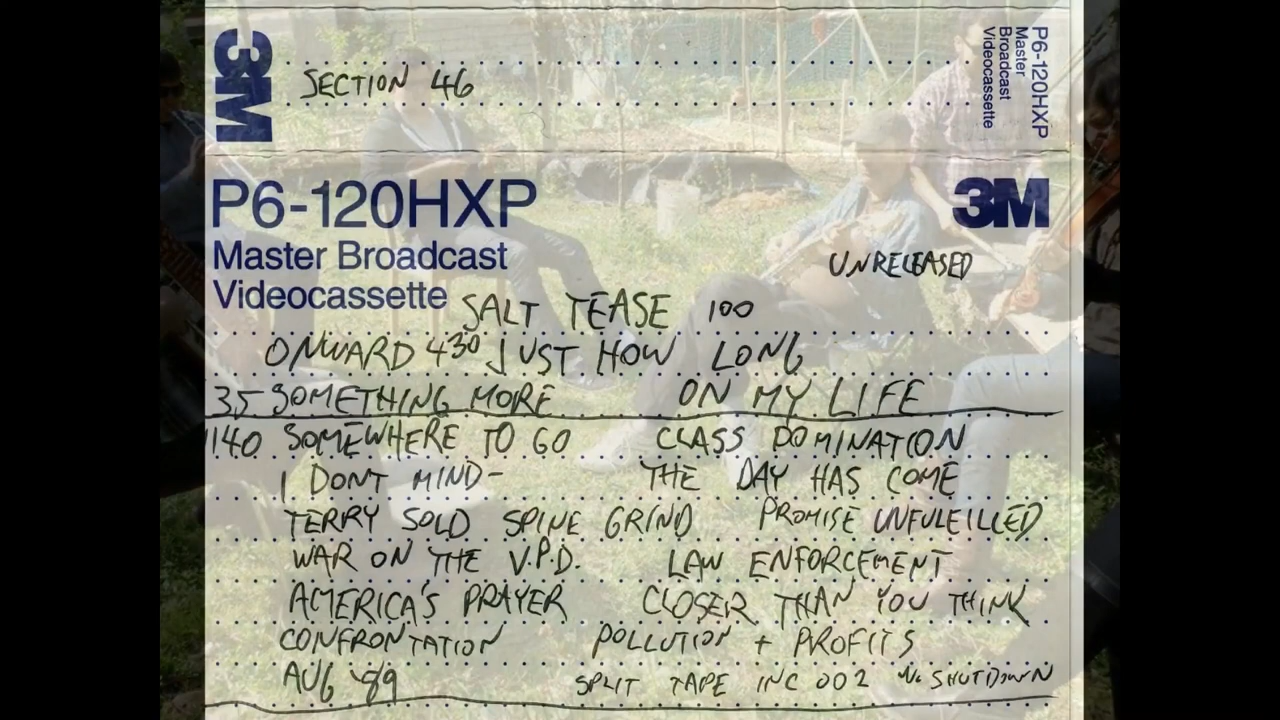 3M
SECTION 46
P6-120HXP
Master
Broadcast
Videocassette
P6-120HXP
3M
Master Broadcast
Videocassette
UNRELEASED
SALT TEASE 100
ONWARD 430 JUST HOW LONG
35 SOMETHING MORE ON MY LIFE
1140 SOMEWHERE TO GO CLASS DOMINATION
I DONT MIND- THE DAY HAS COME
TERRY SOLD SPINE GRIND PROMISE UNFULEILLED
WAR ON THE V.P.D. LAW ENFORCEMENT
AMERICA'S PRAYER CLOSER THAN YOU THINK
CONFRONTATION POLLUTION + PROFITS
AUG '89 SPLIT TAPE INC 002 SHUTDOWN